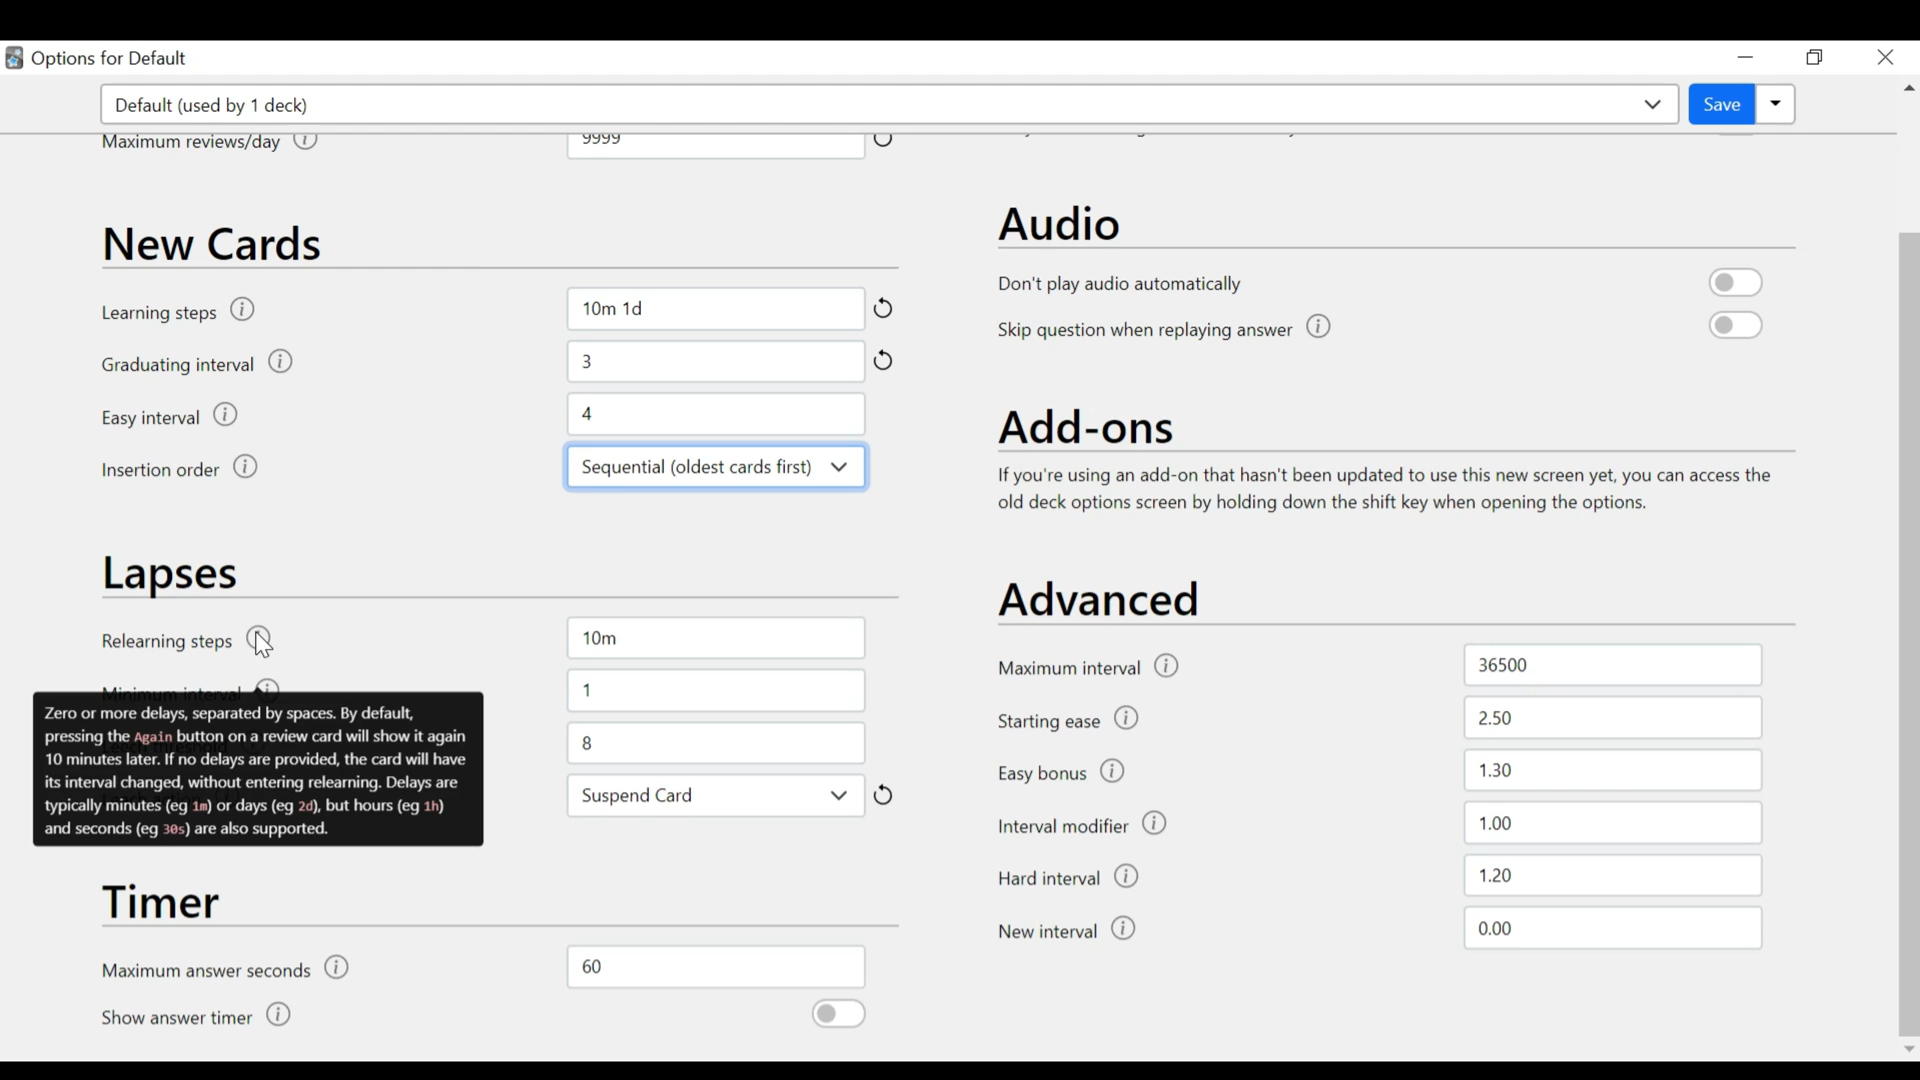 Options for Default
Default (used by 1 deck)
Save
Maximum reviews/day
9999
New Cards
Learning steps
10m 1d
Graduating interval
3
Easy interval
4
Insertion order
Sequential (oldest cards first)
Lapses
Relearning steps
10m
Minimum interval
1
Zero or more delays, separated by spaces. By default,
pressing the Again button on a review card will show it again
10 minutes later. If no delays are provided, the card will have
its interval changed, without entering relearning. Delays are
typically minutes (eg 1m) or days (eg 2d), but hours (eg 1h)
and seconds (eg 30s) are also supported.
8
Suspend Card
Timer
Maximum answer seconds
60
Show answer timer
Audio
Don't play audio automatically
Skip question when replaying answer
Add-ons
If you're using an add-on that hasn't been updated to use this new screen yet, you can access the
old deck options screen by holding down the shift key when opening the options.
Advanced
Maximum interval
36500
Starting ease
2.50
Easy bonus
1.30
Interval modifier
1.00
Hard interval
1.20
New interval
0.00